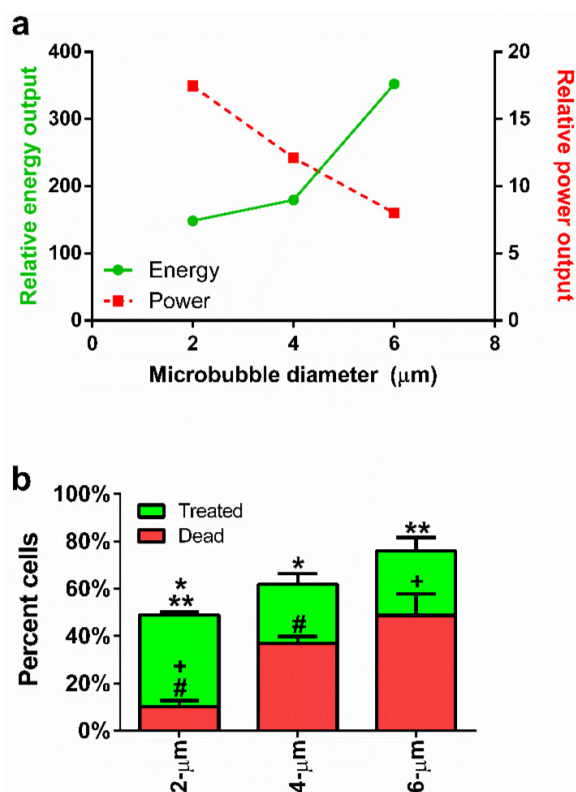 a
Relative energy output
400
300
200
100
0
Energy
Power
20
15
10
5
0
Relative power output
0 2 4 6 8
Microbubble diameter (μm)
b
Percent cells
100%
80%
60%
40%
20%
0%
Treated
Dead
*
**
+
#
*
#
**
+
2-μm
4-μm
6-μm